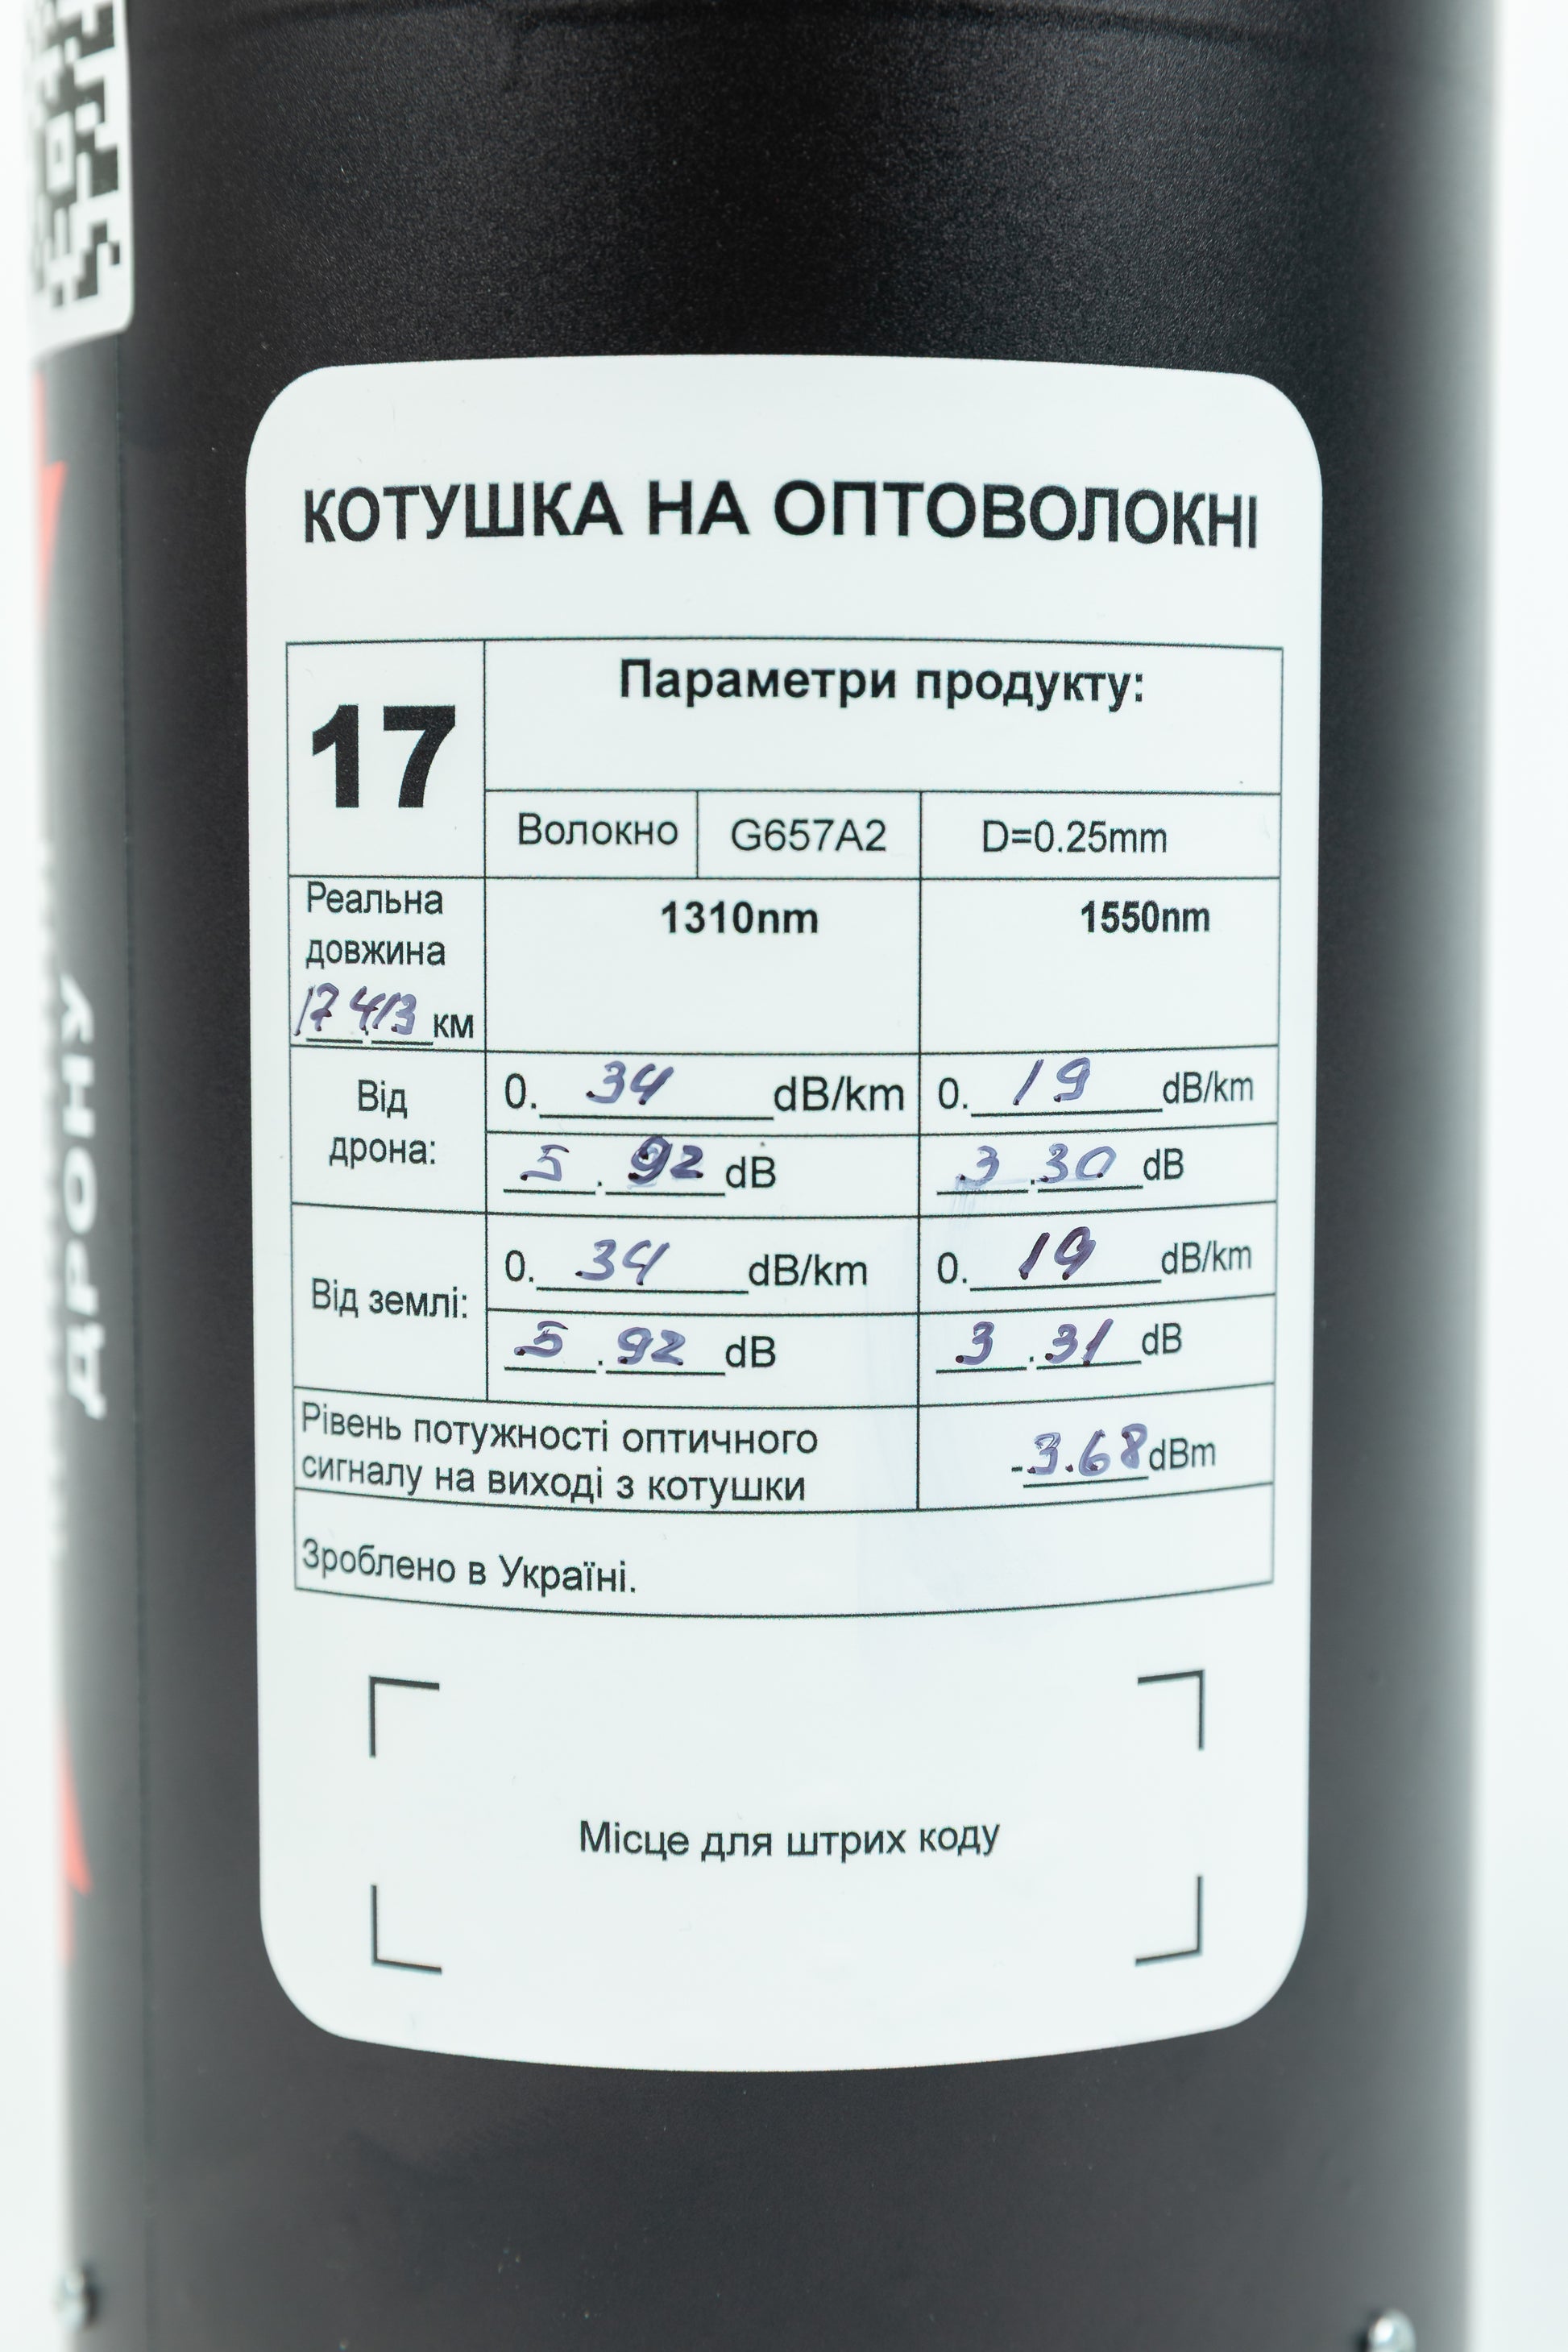 КОТУШКА НА ОПТОВОЛОКНІ
17
Параметри продукту:
Волокно G657A2 D=0.25mm
Реальна
довжина
17.413 км
1310nm 1550nm
Від
дрона:
0.34 dB/km 0.19 dB/km
5.92 dB 3.30 dB
Від землі:
0.34 dB/km 0.19 dB/km
5.92 dB 3.31 dB
Рівень потужності оптичного
сигналу на виході з котушки
-3.68 dBm
Зроблено в Україні.
Місце для штрих коду
ДРОНУ